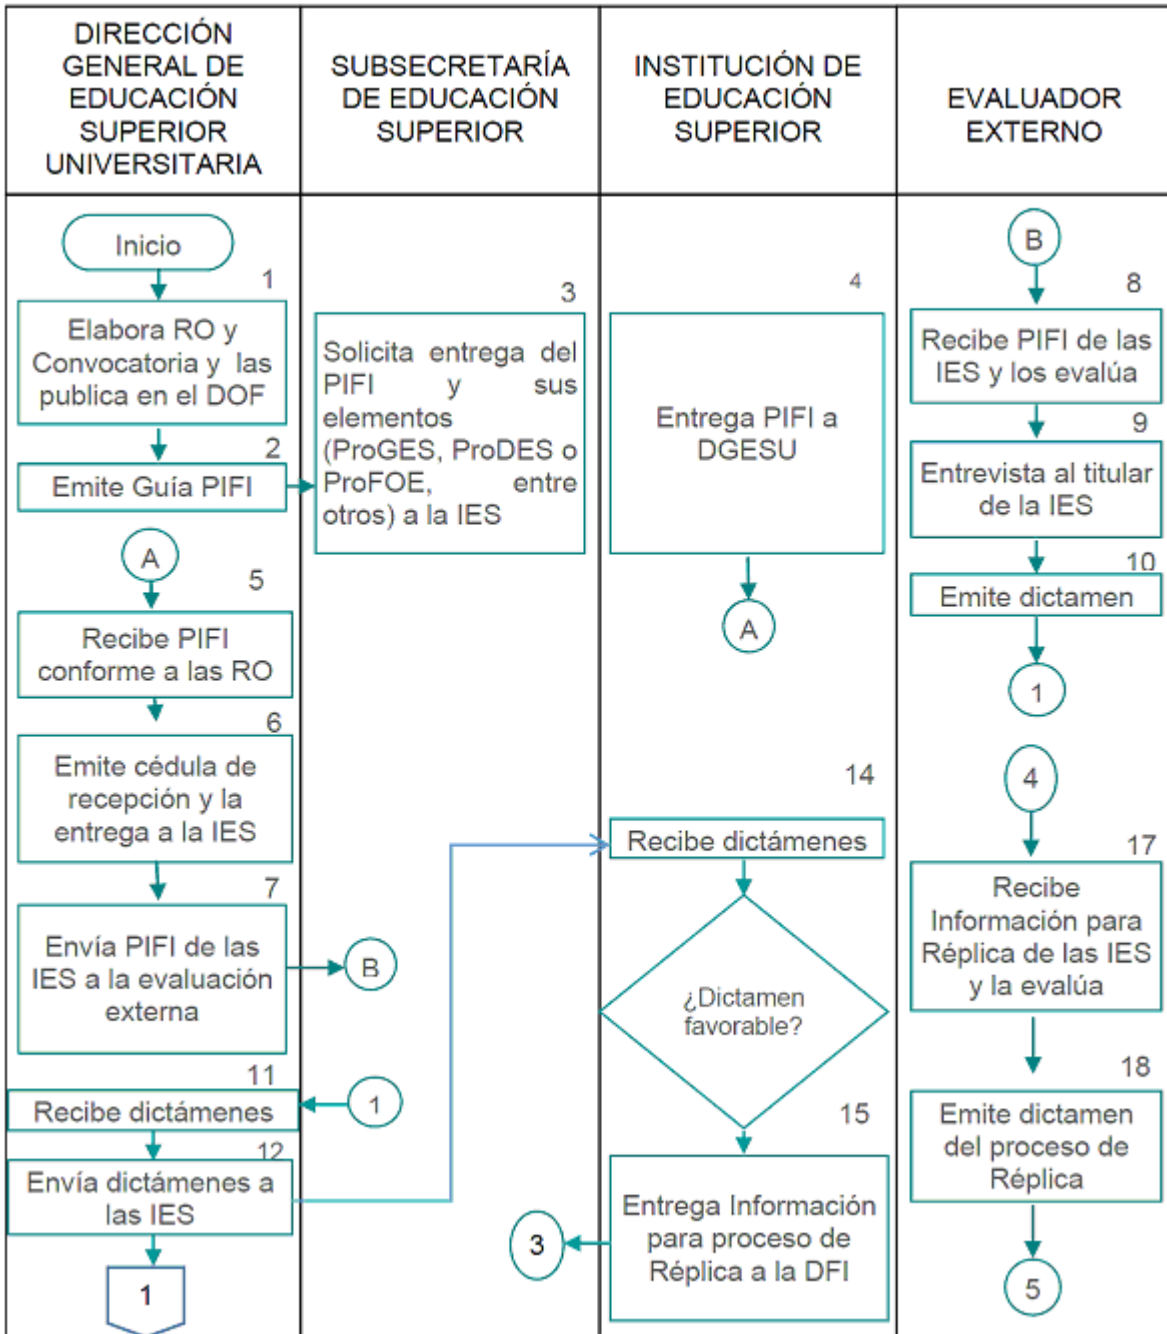 DIRECCIÓN
GENERAL DE
EDUCACIÓN
SUPERIOR
UNIVERSITARIA
SUBSECRETARÍA
DE EDUCACIÓN
SUPERIOR
INSTITUCIÓN DE
EDUCACIÓN
SUPERIOR
EVALUADOR
EXTERNO
Inicio
1
Elabora RO y
Convocatoria y las
publica en el DOF
2
Emite Guía PIFI
A
5
Recibe PIFI
conforme a las RO
6
Emite cédula de
recepción y la
entrega a la IES
7
Envía PIFI de las
IES a la evaluación
externa
11
Recibe dictámenes
12
Envía dictámenes a
las IES
1
3
Solicita entrega del
PIFI y sus
elementos
(ProGES, ProDES o
ProFOE, entre
otros) a la IES
B
1
3
4
Entrega PIFI a
DGESU
A
14
Recibe dictámenes
¿Dictamen
favorable?
15
Entrega Información
para proceso de
Réplica a la DFI
B
8
Recibe PIFI de las
IES y los evalúa
9
Entrevista al titular
de la IES
10
Emite dictamen
1
4
17
Recibe
Información para
Réplica de las IES
y la evalúa
18
Emite dictamen
del proceso de
Réplica
5